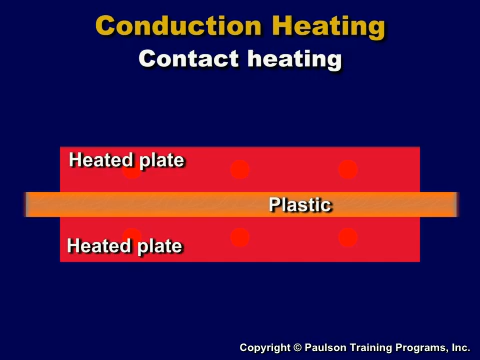 Conduction Heating
Contact heating
Heated plate
Plastic
Heated plate
Copyright © Paulson Training Programs, Inc.